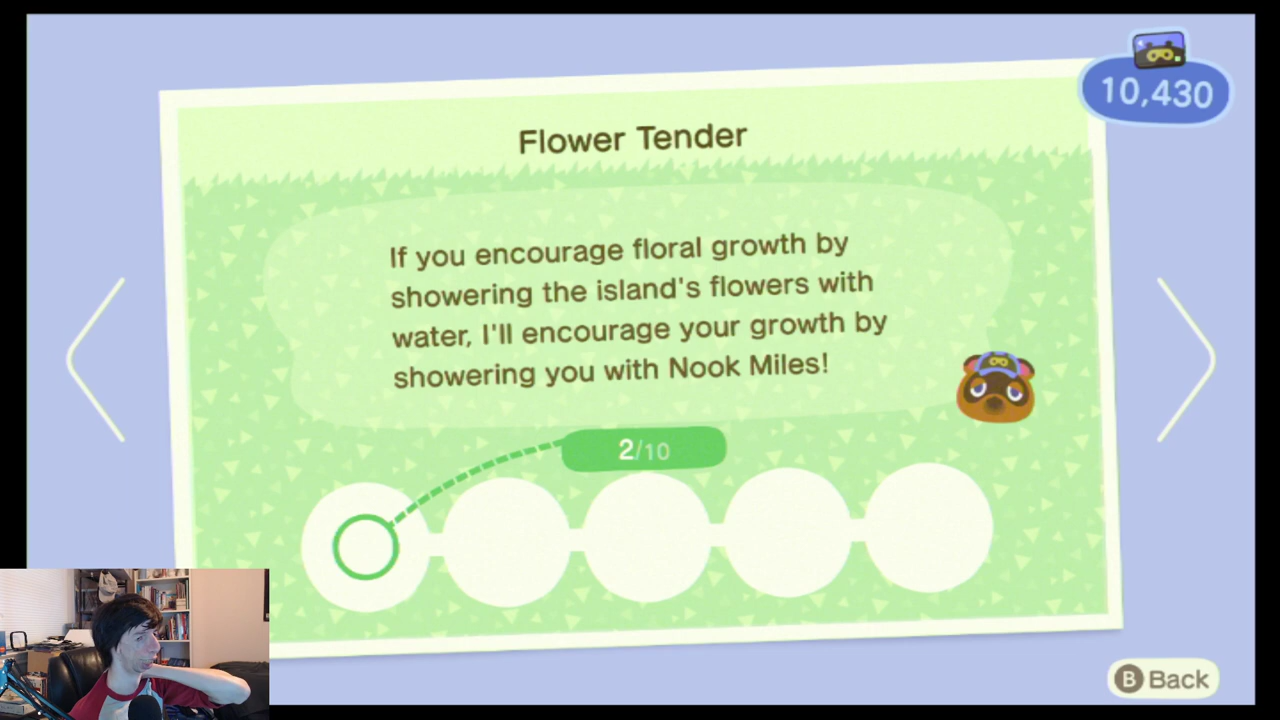 10,430
Flower Tender
If you encourage floral growth by
showering the island's flowers with
water, I'll encourage your growth by
showering you with Nook Miles!
2/10
B Back